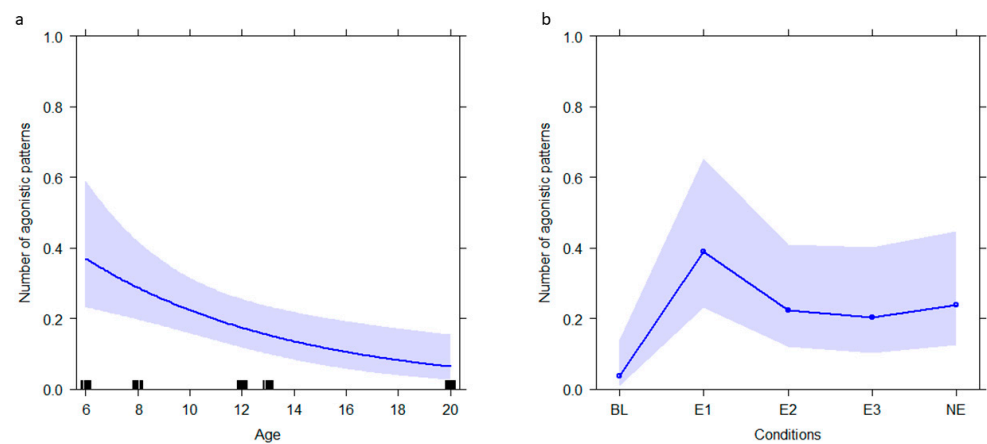 a
1.0
0.8
0.6
0.4
0.2
0.0
Number of agonistic patterns
6 8 10 12 14 16 18 20
Age
b
1.0
0.8
0.6
0.4
0.2
0.0
Number of agonistic patterns
BL E1 E2 E3 NE
Conditions